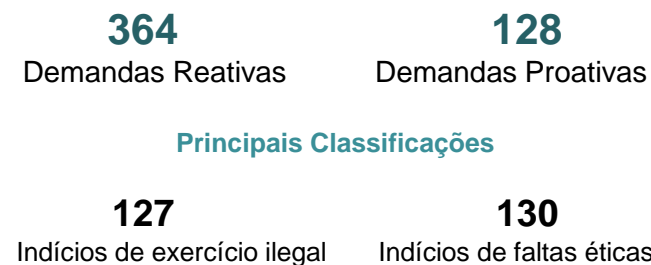 364
128
Demandas Reativas
Demandas Proativas
Principais Classificações
127
130
Indícios de exercício ilegal
Indícios de faltas éticas